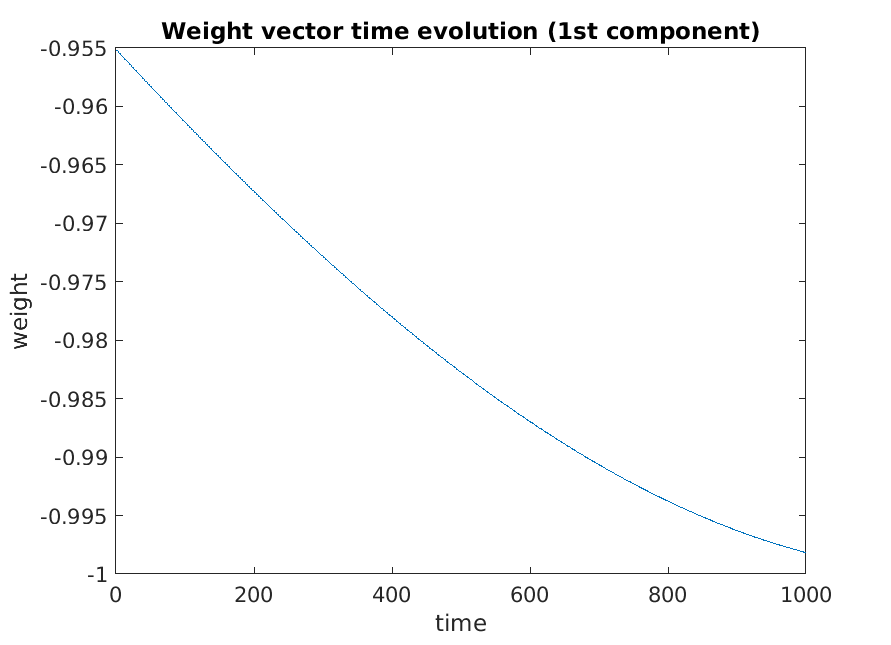 Weight vector time evolution (1st component)
-0.955
-0.96
-0.965
-0.97
-0.975
-0.98
-0.985
-0.99
-0.995
-1
weight
0 200 400 600 800 1000
time